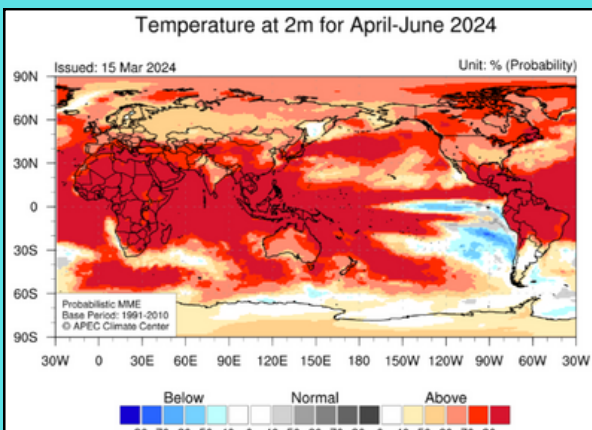 Temperature at 2m for April-June 2024
Issued: 15 Mar 2024 Unit: % (Probability)
90N
60N
30N
0
30S
60S
90S
Probabilistic MME
Base Period: 1991-2010
© APEC Climate Center
30W 0 30E 60E 90E 120E 150E 180 150W 120W 90W 60W 30W
Below Normal Above